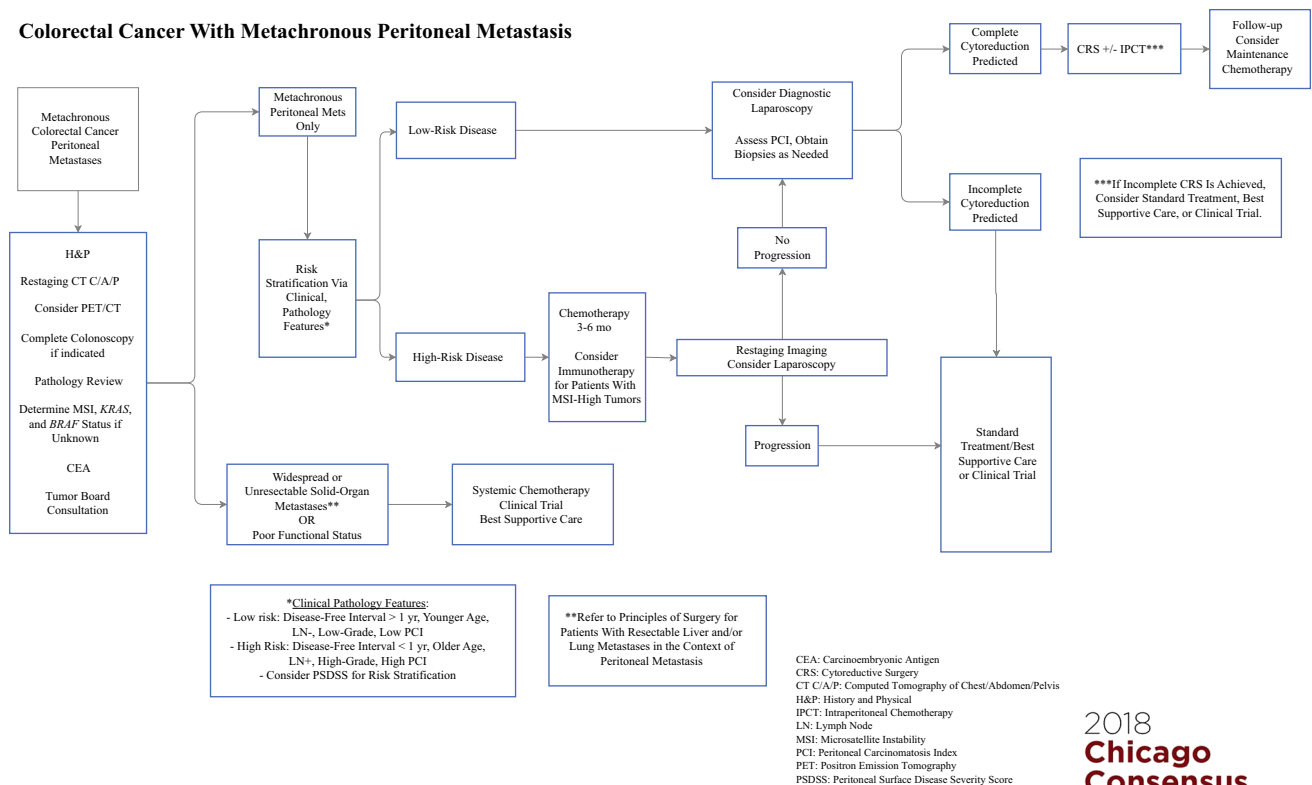 Colorectal Cancer With Metachronous Peritoneal Metastasis
Metachronous
Colorectal Cancer
Peritoneal
Metastases
H&P
Restaging CT C/A/P
Consider PET/CT
Complete Colonoscopy
if indicated
Pathology Review
Determine MSI, KRAS,
and BRAF Status if
Unknown
CEA
Tumor Board
Consultation
Metachronous
Peritoneal Mets
Only
Risk
Stratification Via
Clinical,
Pathology
Features*
Widespread or
Unresectable Solid-Organ
Metastases**
OR
Poor Functional Status
Systemic Chemotherapy
Clinical Trial
Best Supportive Care
Low-Risk Disease
High-Risk Disease
Chemotherapy
3-6 mo
Consider
Immunotherapy
for Patients With
MSI-High Tumors
Restaging Imaging
Consider Laparoscopy
No
Progression
Progression
Consider Diagnostic
Laparoscopy
Assess PCI, Obtain
Biopsies as Needed
Complete
Cytoreduction
Predicted
CRS +/- IPCT***
Follow-up
Consider
Maintenance
Chemotherapy
Incomplete
Cytoreduction
Predicted
***If Incomplete CRS Is Achieved,
Consider Standard Treatment, Best
Supportive Care, or Clinical Trial.
Standard
Treatment/Best
Supportive Care
or Clinical Trial
*Clinical Pathology Features:
- Low risk: Disease-Free Interval > 1 yr, Younger Age,
LN-, Low-Grade, Low PCI
- High Risk: Disease-Free Interval < 1 yr, Older Age,
LN+, High-Grade, High PCI
- Consider PSDSS for Risk Stratification
**Refer to Principles of Surgery for
Patients With Resectable Liver and/or
Lung Metastases in the Context of
Peritoneal Metastasis
CEA: Carcinoembryonic Antigen
CRS: Cytoreductive Surgery
CT C/A/P: Computed Tomography of Chest/Abdomen/Pelvis
H&P: History and Physical
IPCT: Intraperitoneal Chemotherapy
LN: Lymph Node
MSI: Microsatellite Instability
PCI: Peritoneal Carcinomatosis Index
PET: Positron Emission Tomography
PSDSS: Peritoneal Surface Disease Severity Score
2018
Chicago
Consensus